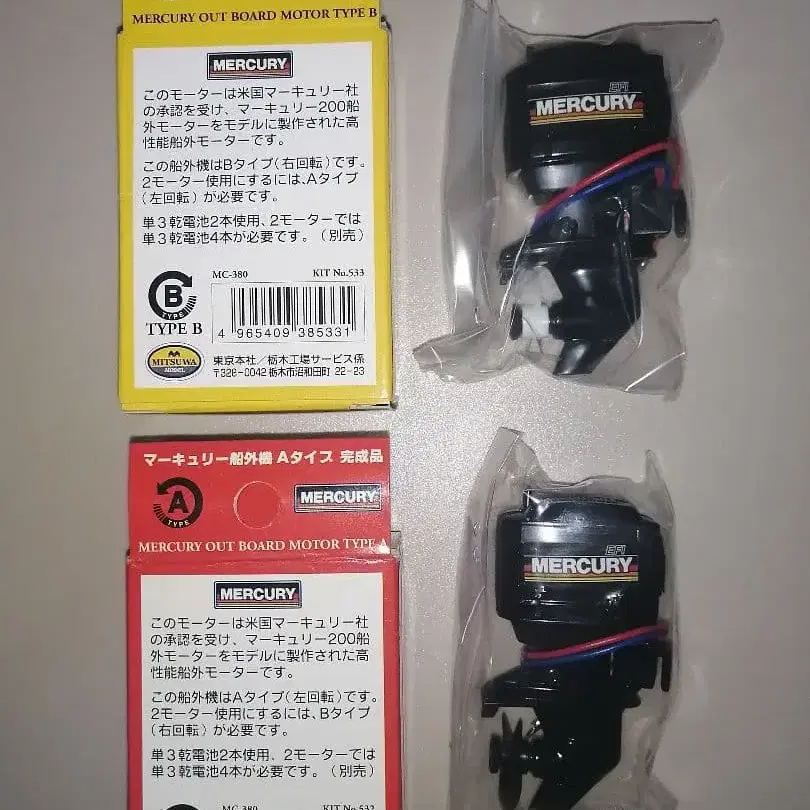 MERCURY OUT BOARD MOTOR TYPE B
MERCURY
このモーターは米国マーキュリー社
の承認を受け、マーキュリー200船
外モーターをモデルに製作された高
性能船外モーターです。
この船外機はBタイプ(右回転)です。
2モーター使用にするには、Aタイプ
(左回転)が必要です。
単3乾電池2本使用、2モーターでは
単3乾電池4本が必要です。(別売)
MC-380 KIT No.533
B
TYPE
TYPE B
4 965409 385331
MITSUWA
MODEL
東京本社/栃木工場サービス係
〒328-0042 栃木市沼和田町 22-23
EFI
MERCURY
マーキュリー船外機 Aタイプ 完成品
A
TYPE
MERCURY
MERCURY OUT BOARD MOTOR TYPE A
MERCURY
このモーターは米国マーキュリー社
の承認を受け、マーキュリー200船
外モーターをモデルに製作された高
性能船外モーターです。
この船外機はAタイプ(左回転)です。
2モーター使用にするには、Bタイプ
(右回転)が必要です。
単3乾電池2本使用、2モーターでは
単3乾電池4本が必要です。(別売)
MC-380 KIT No.532
EFI
MERCURY